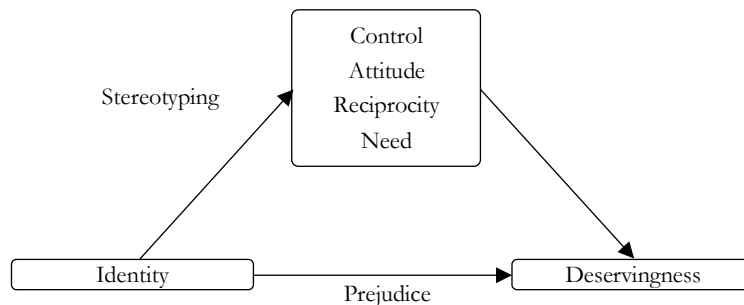 Control
Attitude
Reciprocity
Need
Stereotyping
Identity
Prejudice
Deservingness